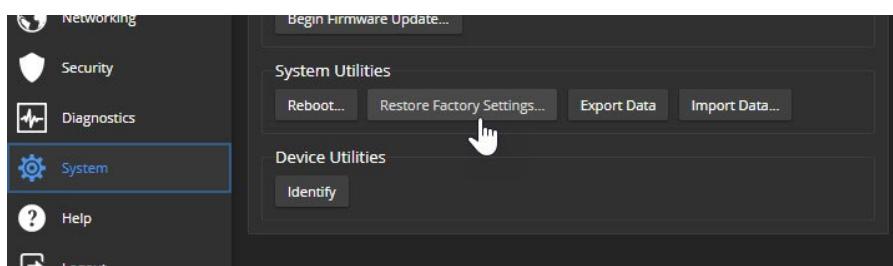 Networking
Begin Firmware Update...
Security
System Utilities
Reboot...
Restore Factory Settings...
Export Data
Import Data...
Diagnostics
Device Utilities
System
Identify
Help